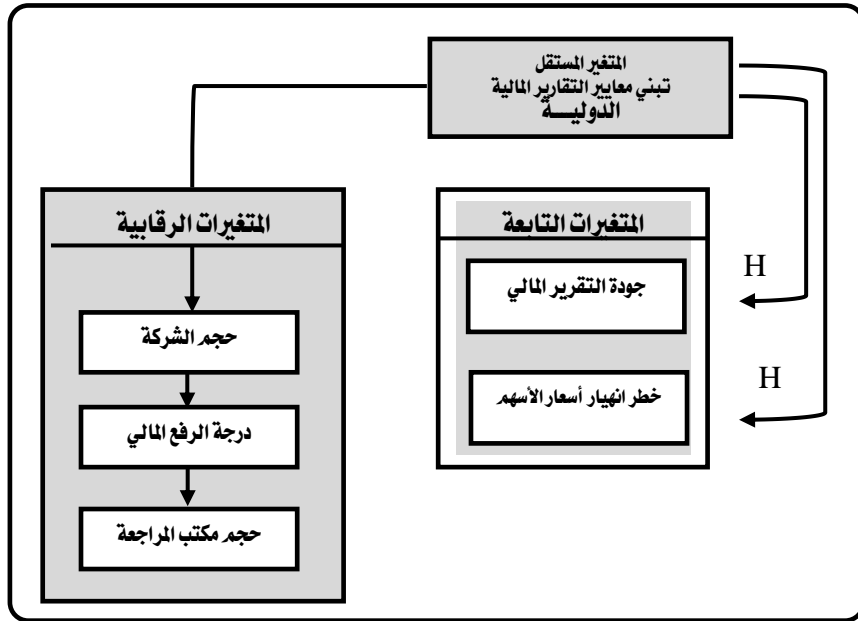 المتغير المستقل
تبني معايير التقارير المالية
الدوليـــة
المتغيرات التابعة
جودة التقرير المالي
H
خطر انهيار أسعار الأسهم
H
المتغيرات الرقابية
حجم الشركة
درجة الرفع المالي
حجم مكتب المراجعة